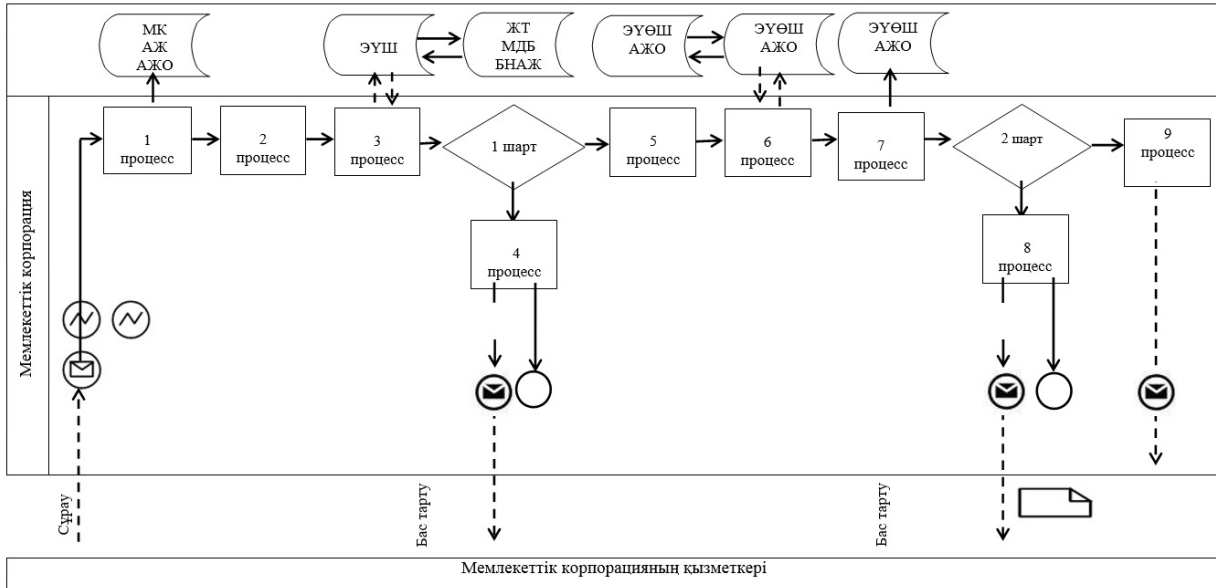 МК
АЖ
АЖО
ЭҮШ
ЖТ
МДБ
БНАЖ
ЭҮӨШ
АЖО
ЭҮӨШ
АЖО
ЭҮӨШ
АЖО
Мемлекеттік корпорация
1
процесс
2
процесс
3
процесс
1 шарт
5
процесс
6
процесс
7
процесс
2 шарт
9
процесс
4
процесс
8
процесс
Сұрау
Бас тарту
Бас тарту
Мемлекеттік корпорацияның қызметкері